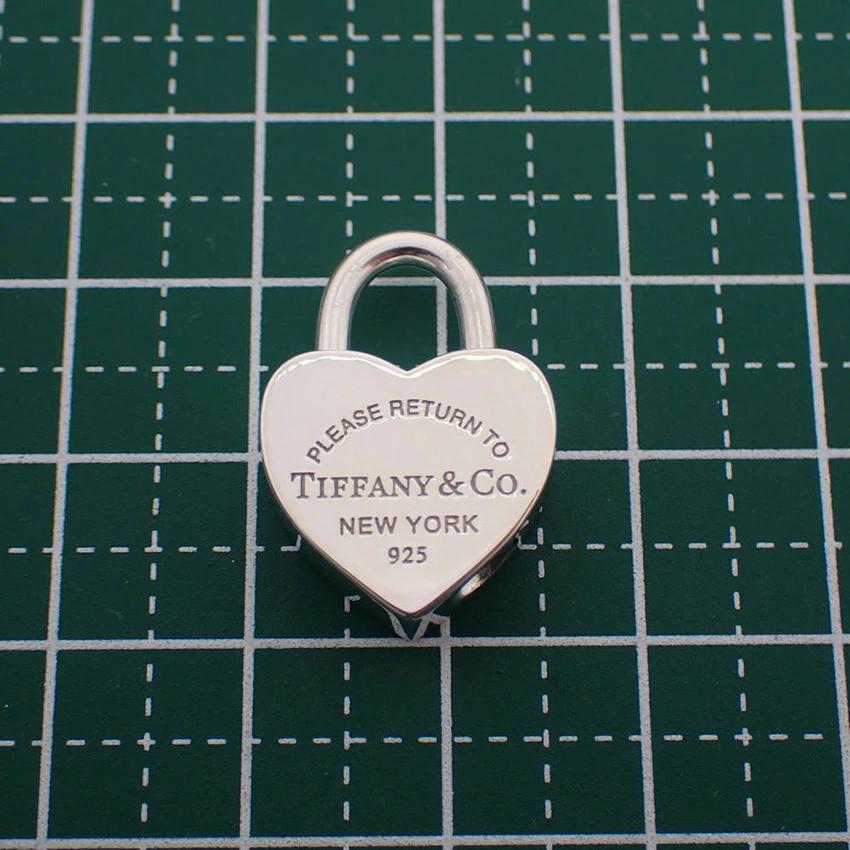 PLEASE RETURN TO
TIFFANY & CO.
NEW YORK
925